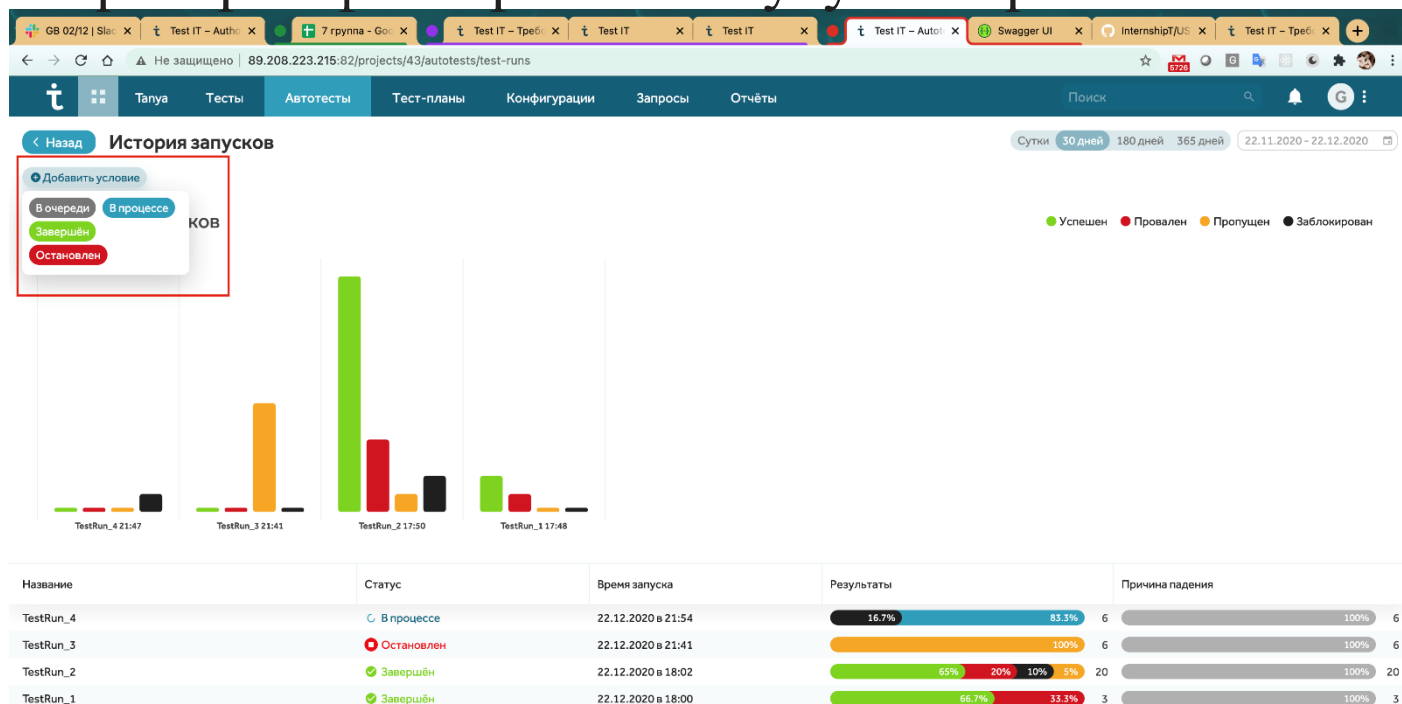 GB 02/12 | Slac
Test IT – Autho
7 группа - Goo
Test IT – Треб
Test IT
Test IT
Test IT – Autot
Swagger UI
InternshipT/US
Test IT – Треб
Не защищено | 89.208.223.215:82/projects/43/autotests/test-runs
5726
Tanya Тесты Автотесты Тест-планы Конфигурации Запросы Отчёты Поиск G
Назад История запусков Сутки 30 дней 180 дней 365 дней 22.11.2020 - 22.12.2020
Добавить условие
В очереди В процессе
Завершён
Остановлен
ков
Успешен Провален Пропущен Заблокирован
TestRun_4 21:47 TestRun_3 21:41 TestRun_2 17:50 TestRun_1 17:48
Название Статус Время запуска Результаты Причина падения
TestRun_4 В процессе 22.12.2020 в 21:54 16.7% 83.3% 6 100% 6
TestRun_3 Остановлен 22.12.2020 в 21:41 100% 6 100% 6
TestRun_2 Завершён 22.12.2020 в 18:02 65% 20% 10% 5% 20 100% 20
TestRun_1 Завершён 22.12.2020 в 18:00 66.7% 33.3% 3 100% 3